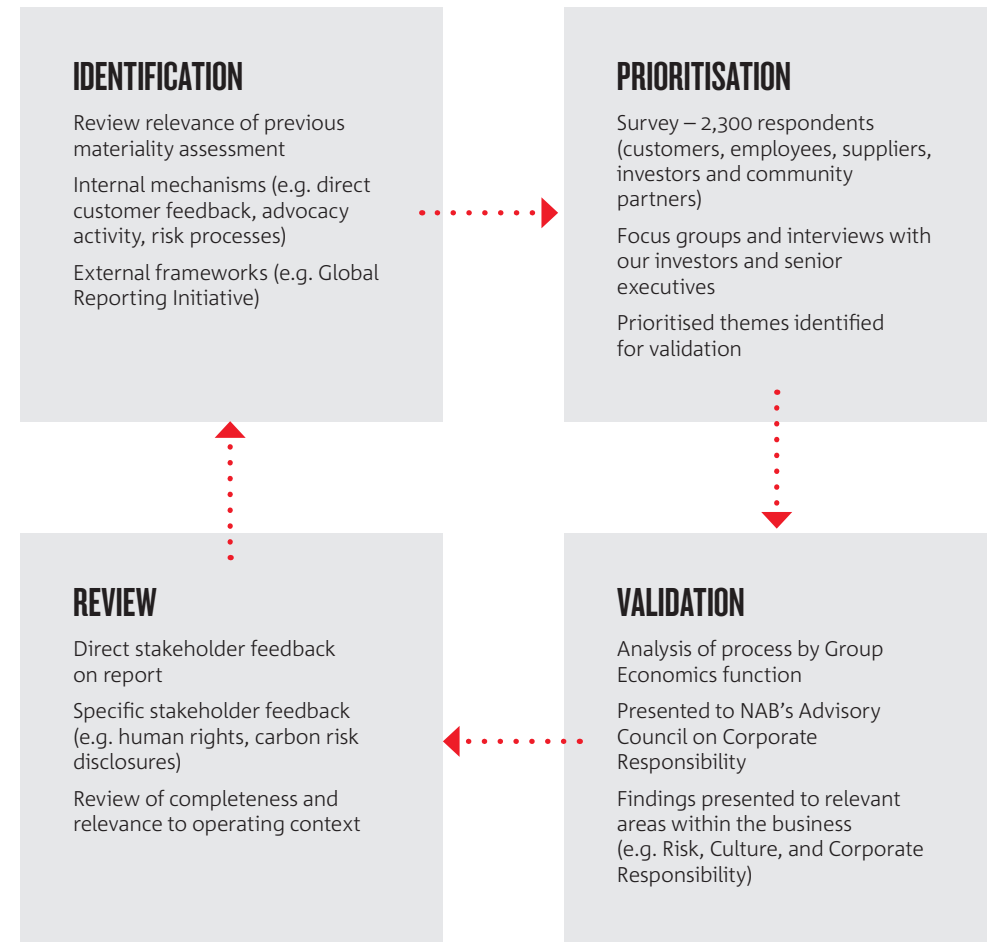 IDENTIFICATION
Review relevance of previous
materiality assessment
Internal mechanisms (e.g. direct
customer feedback, advocacy
activity, risk processes)
External frameworks (e.g. Global
Reporting Initiative)
PRIORITISATION
Survey – 2,300 respondents
(customers, employees, suppliers,
investors and community
partners)
Focus groups and interviews with
our investors and senior
executives
Prioritised themes identified
for validation
REVIEW
Direct stakeholder feedback
on report
Specific stakeholder feedback
(e.g. human rights, carbon risk
disclosures)
Review of completeness and
relevance to operating context
VALIDATION
Analysis of process by Group
Economics function
Presented to NAB’s Advisory
Council on Corporate
Responsibility
Findings presented to relevant
areas within the business
(e.g. Risk, Culture, and Corporate
Responsibility)